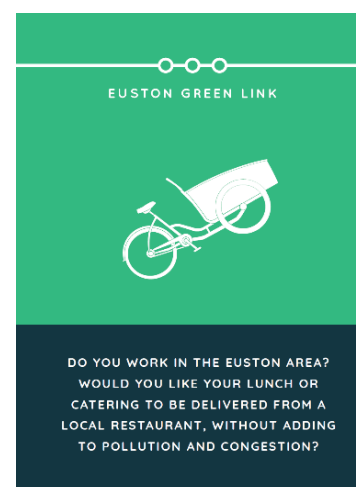 EUSTON GREEN LINK
DO YOU WORK IN THE EUSTON AREA?
WOULD YOU LIKE YOUR LUNCH OR
CATERING TO BE DELIVERED FROM A
LOCAL RESTAURANT, WITHOUT ADDING
TO POLLUTION AND CONGESTION?